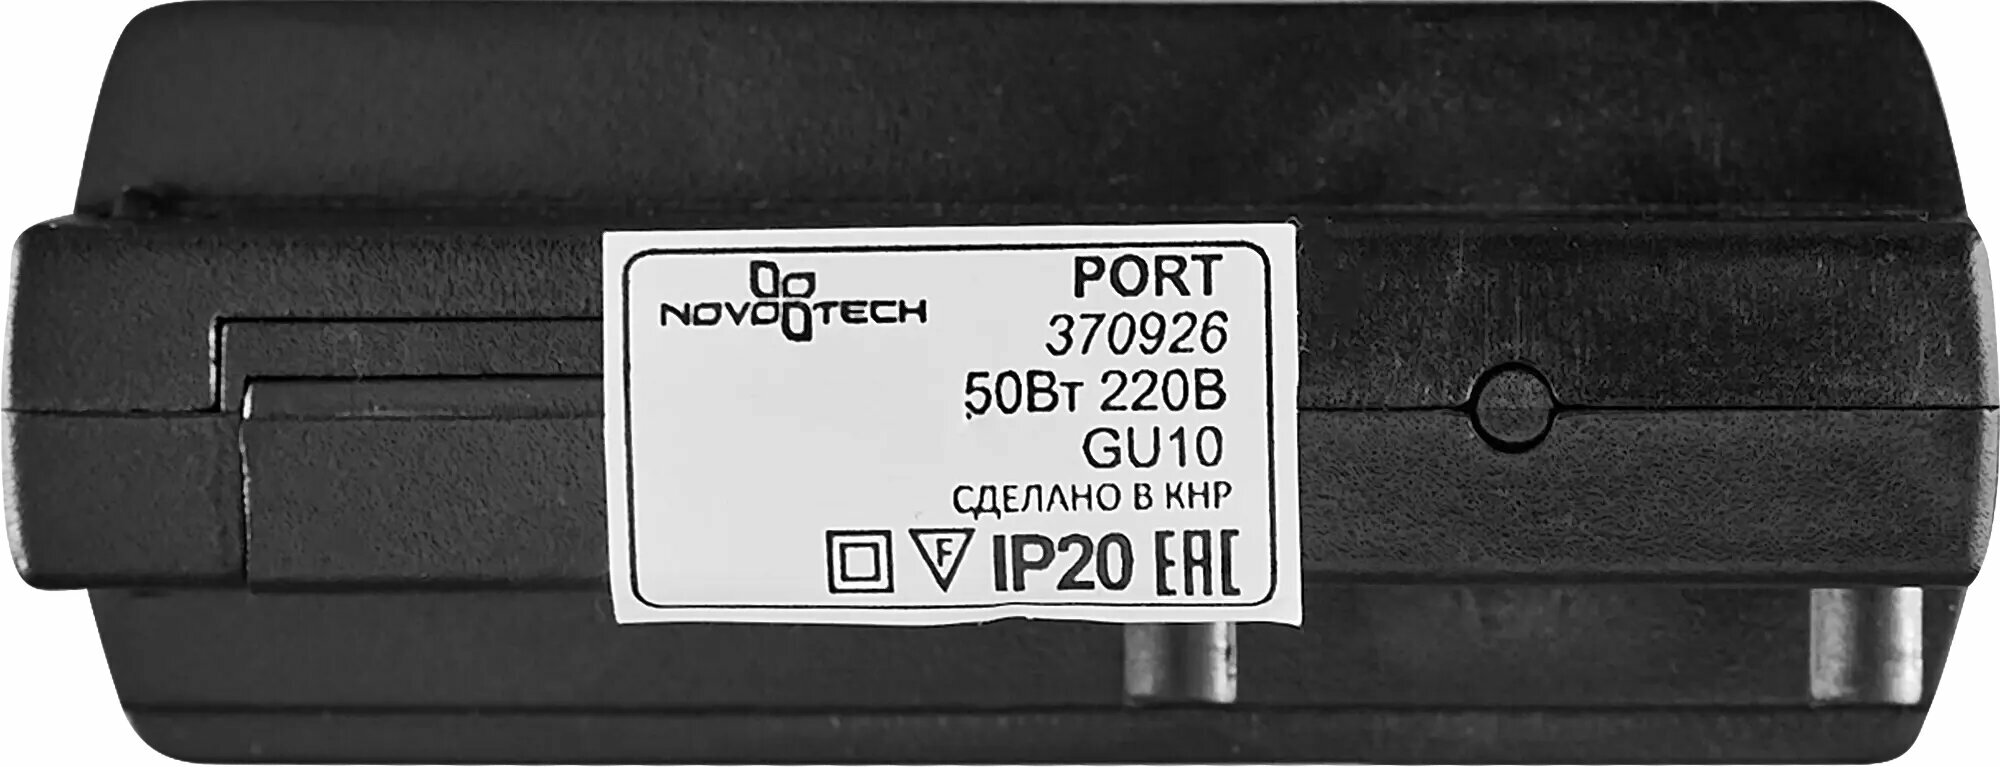 NOVOTECH
PORT
370926
50Вт 220В
GU10
СДЕЛАНО В КНР
F IP20 EAC